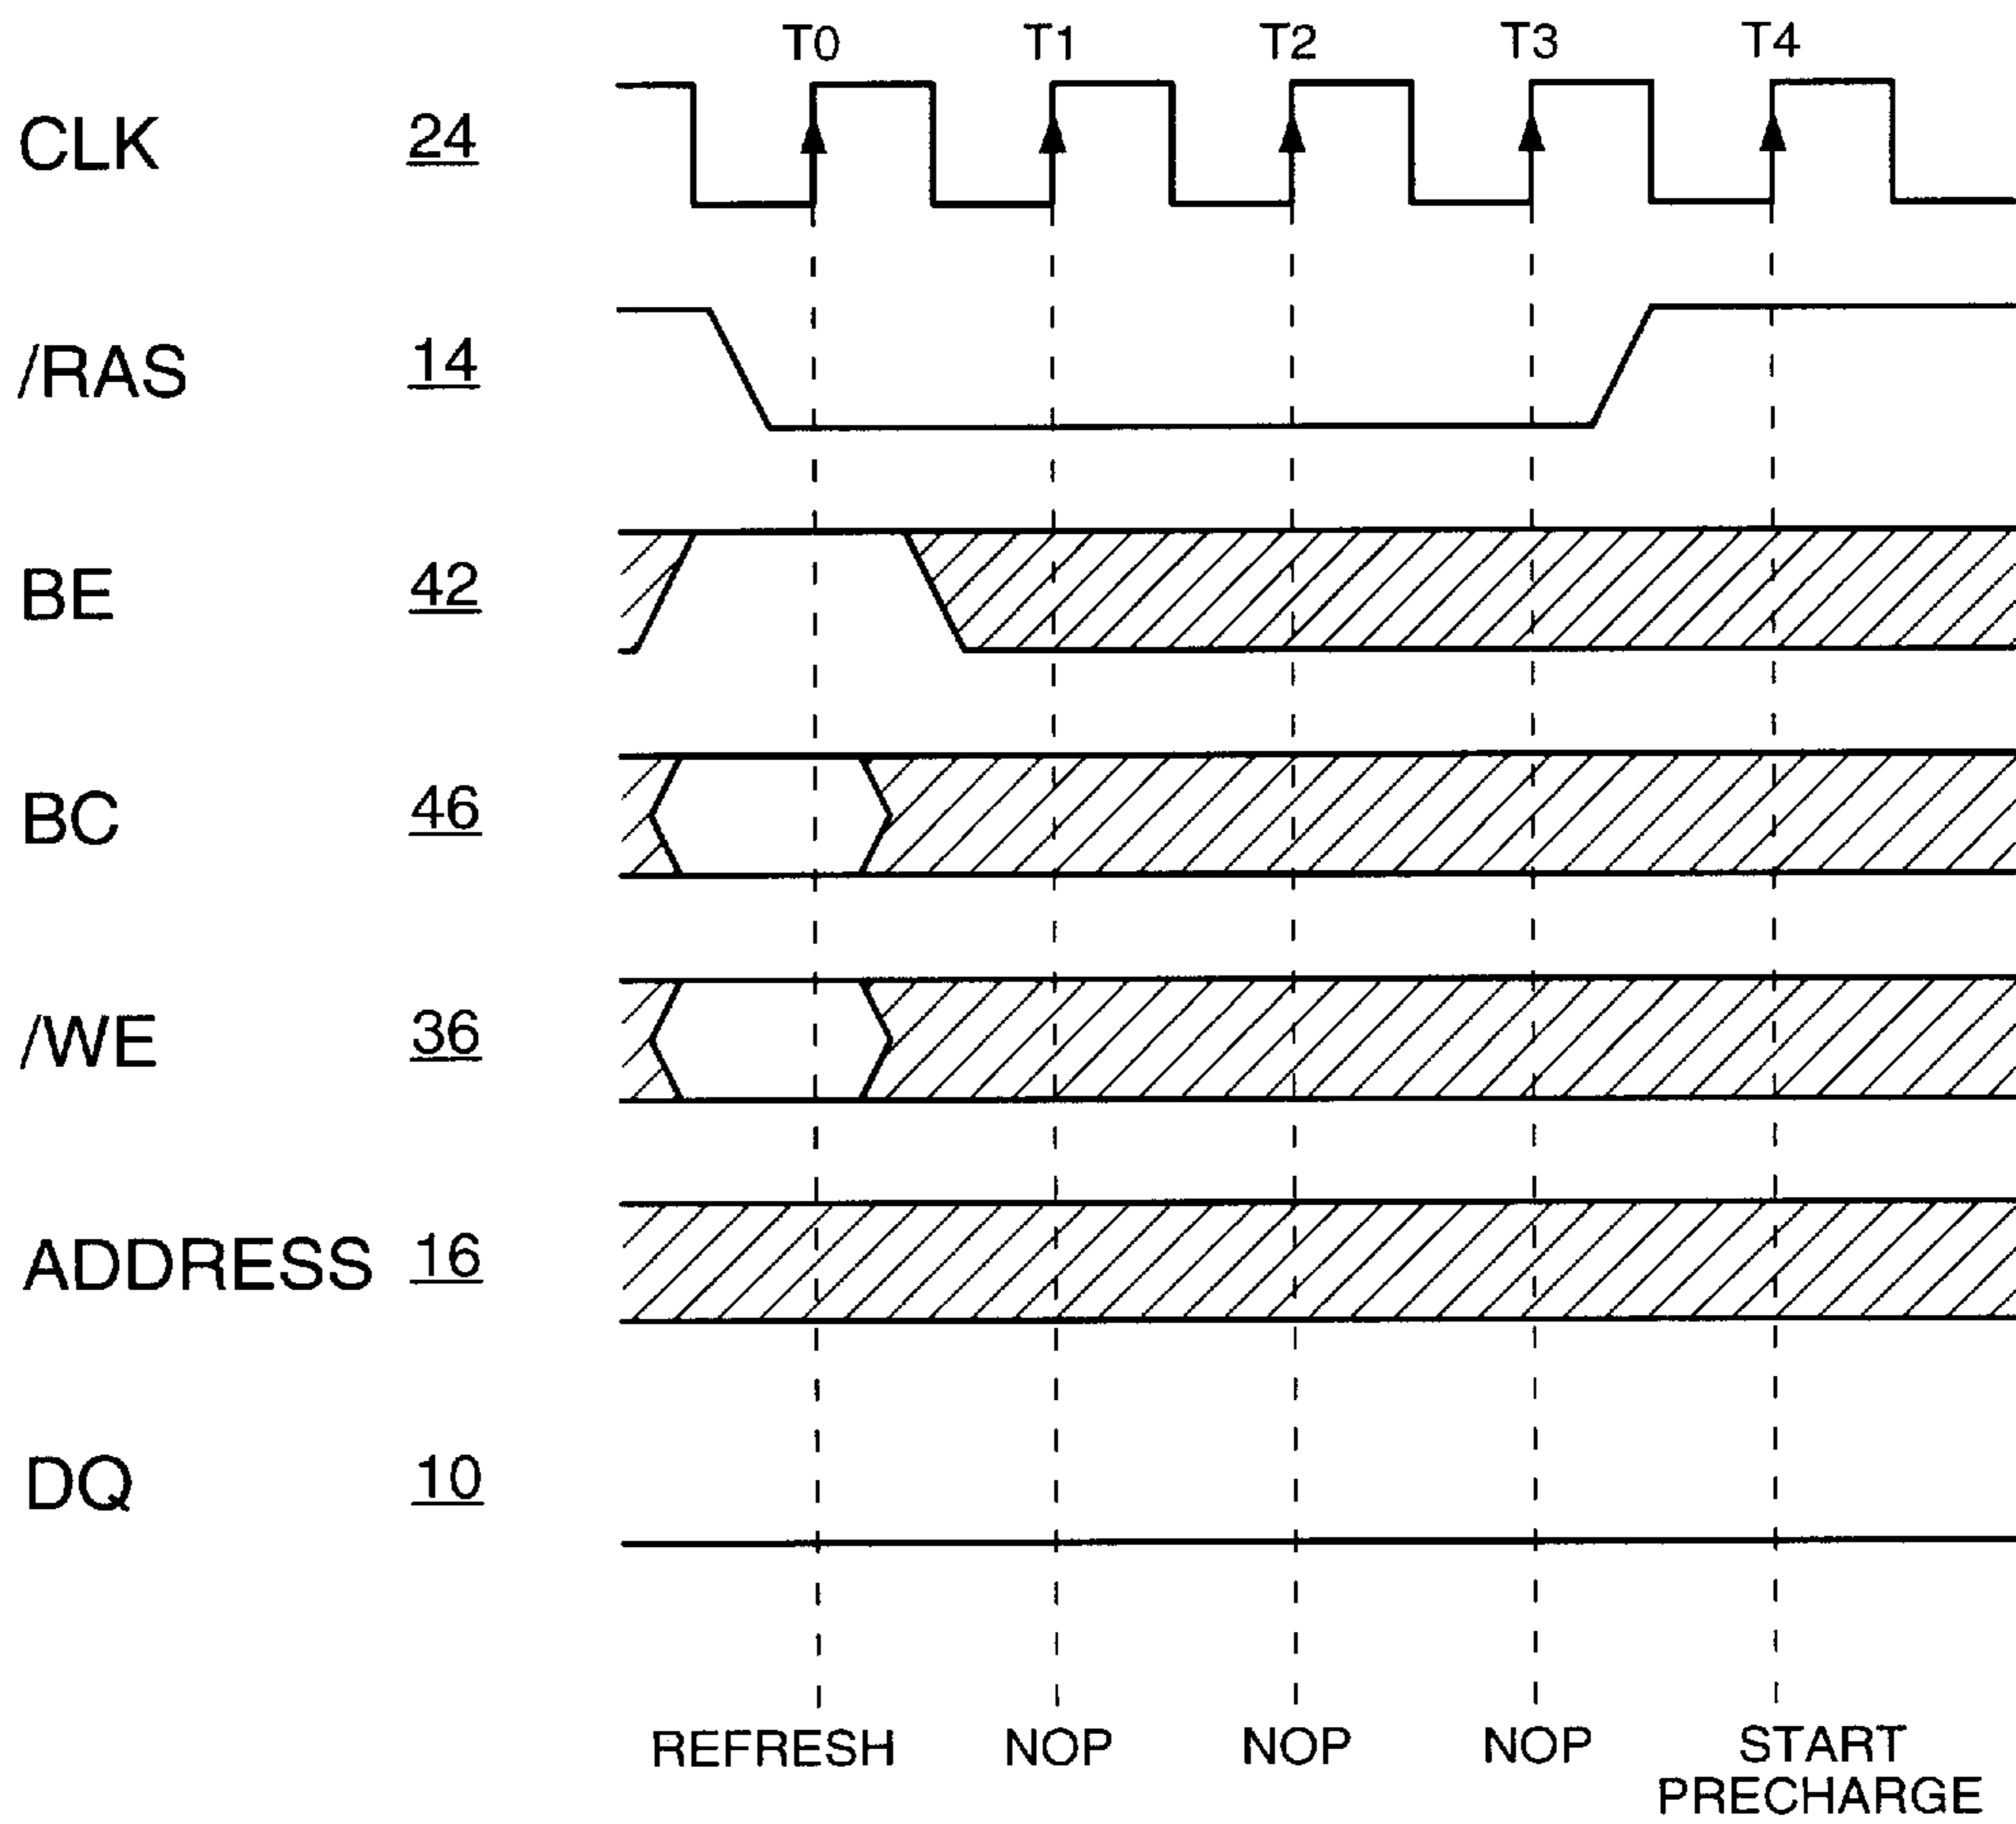 T0 T1 T2 T3 T4
CLK 24
/RAS 14
BE 42
BC 46
/WE 36
ADDRESS 16
DQ 10
REFRESH NOP NOP NOP START
PRECHARGE